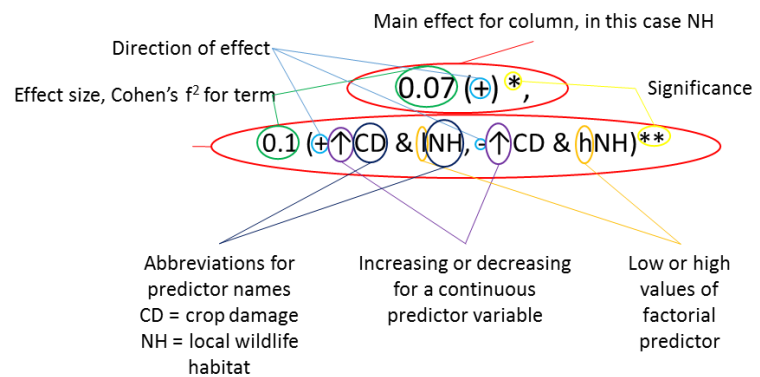 Main effect for column, in this case NH
Direction of effect
Effect size, Cohen's f² for term
0.07 (+) *,
Significance
0.1 (+↑CD & lNH, -↑CD & hNH)**
Abbreviations for
predictor names
CD = crop damage
NH = local wildlife
habitat
Increasing or decreasing
for a continuous
predictor variable
Low or high
values of
factorial
predictor